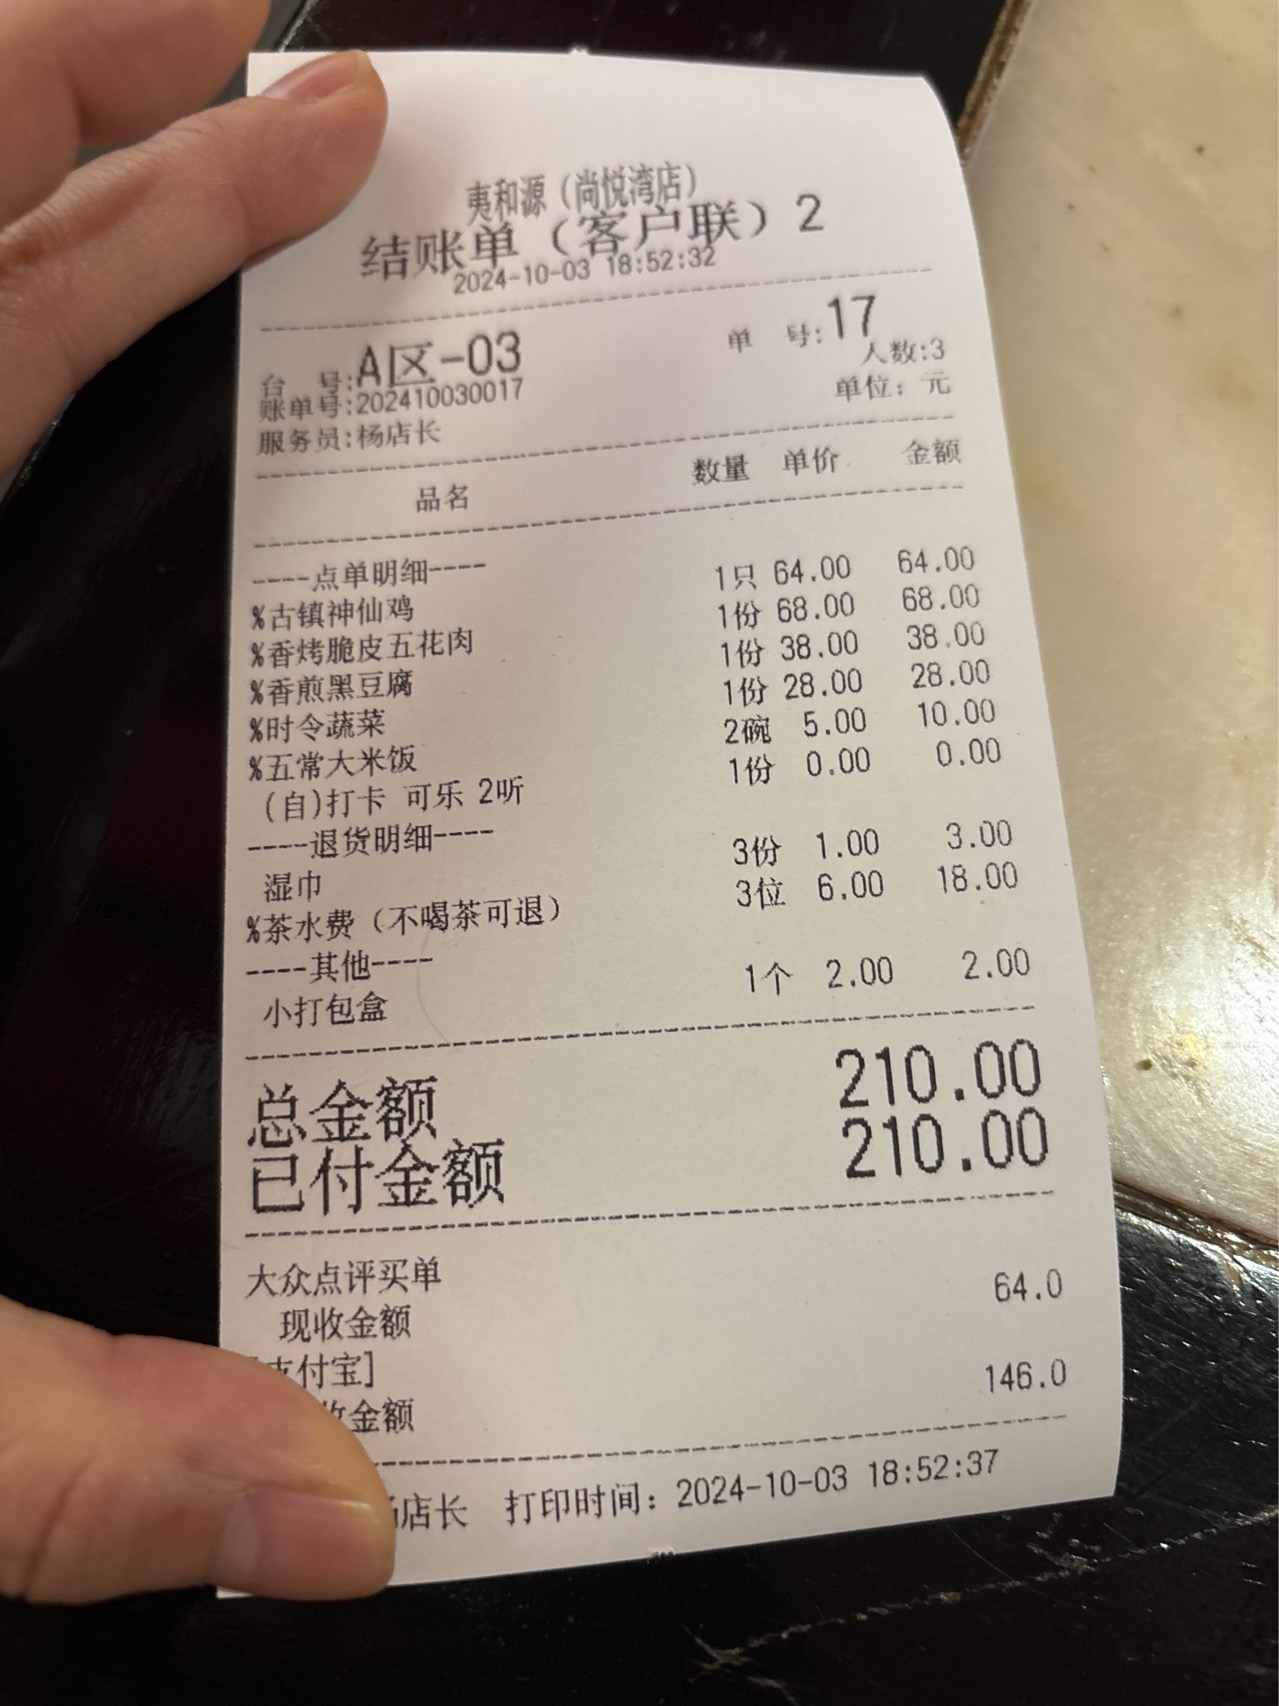 夷和源（尚悦湾店）
结账单（客户联）2
2024-10-03 18:52:32
台 号:A区-03 单 号:17
账单号:202410030017 人数:3
服务员:杨店长 单位：元
品名 数量 单价 金额
----点单明细----
%古镇神仙鸡 1只 64.00 64.00
%香烤脆皮五花肉 1份 68.00 68.00
%香煎黑豆腐 1份 38.00 38.00
%时令蔬菜 1份 28.00 28.00
%五常大米饭 2碗 5.00 10.00
(自)打卡 可乐 2听 1份 0.00 0.00
----退货明细----
湿巾 3份 1.00 3.00
%茶水费（不喝茶可退） 3位 6.00 18.00
----其他----
小打包盒 1个 2.00 2.00
总金额 210.00
已付金额 210.00
大众点评买单
现收金额 64.0
支付宝]
收金额 146.0
店长 打印时间：2024-10-03 18:52:37